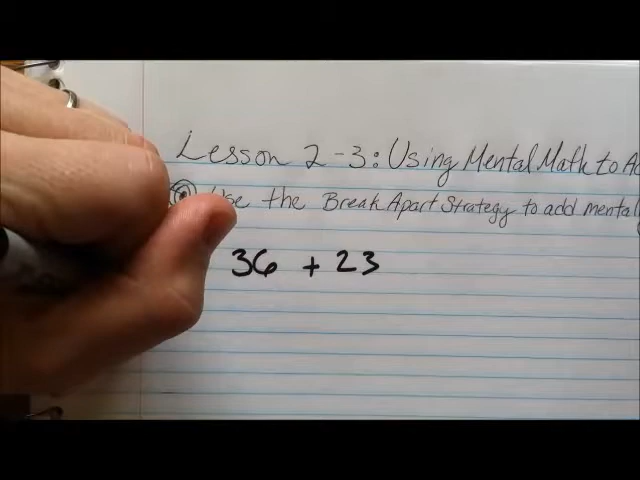 Lesson 2-3: Using Mental Math to
Use the Break Apart Strategy to add mental
36 + 23